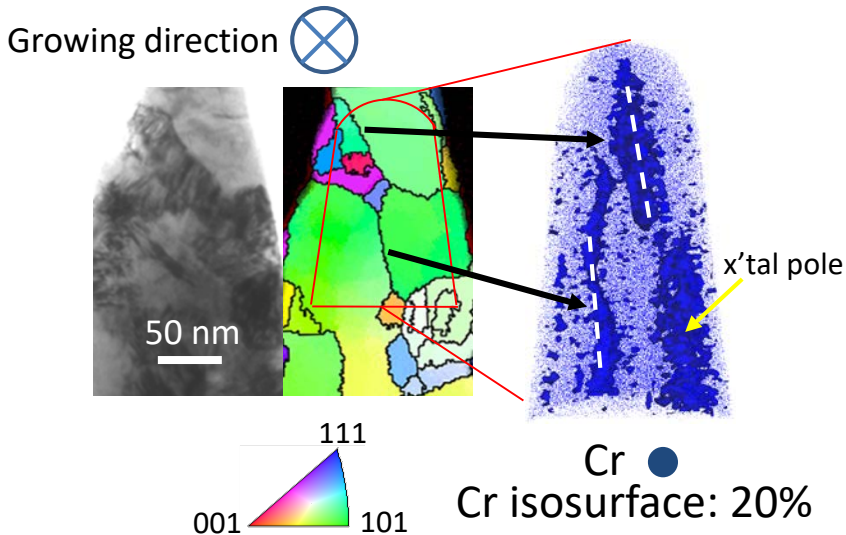 Growing direction
x'tal pole
50 nm
111
001
101
Cr
Cr isosurface: 20%